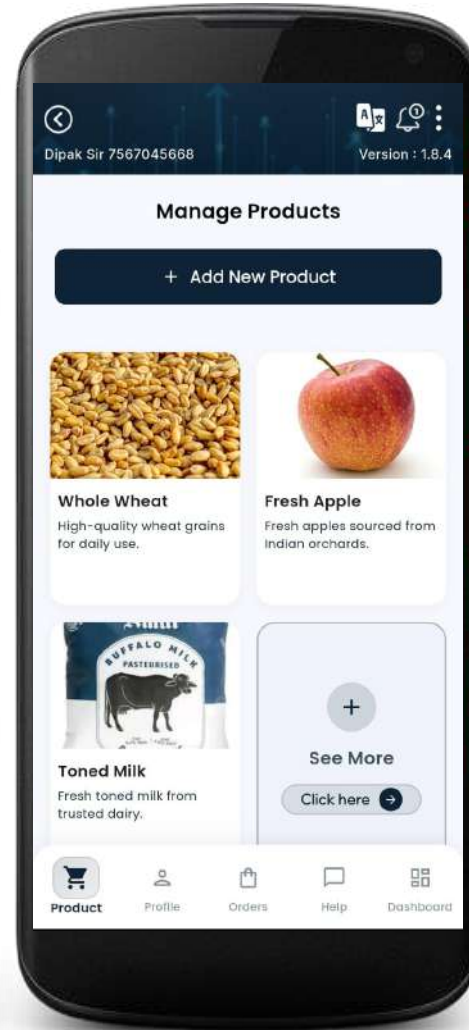 A
1
Dipak Sir 7567045668
Version : 1.8.4
Manage Products
+ Add New Product
Whole Wheat
High-quality wheat grains
for daily use.
Fresh Apple
Fresh apples sourced from
Indian orchards.
BUFFALO MILK
PASTEURISED
Toned Milk
Fresh toned milk from
trusted dairy.
+
See More
Click here
Product
Profile
Orders
Help
Dashboard